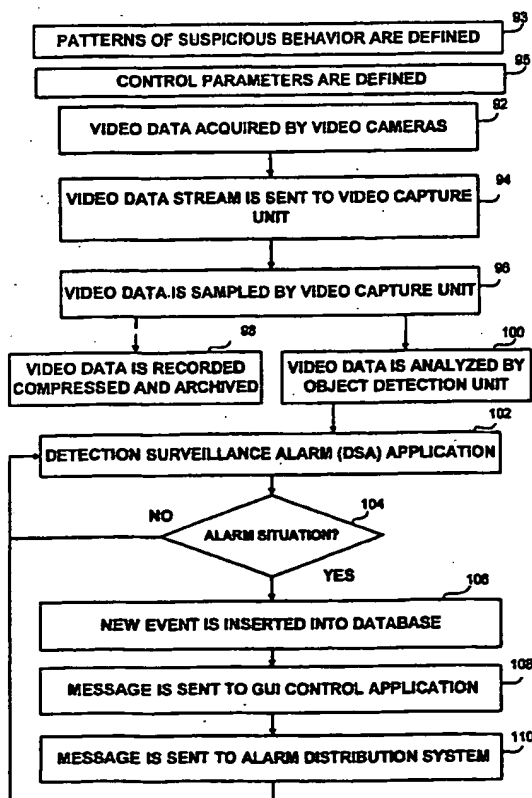 93
PATTERNS OF SUSPICIOUS BEHAVIOR ARE DEFINED
95
CONTROL PARAMETERS ARE DEFINED
92
VIDEO DATA ACQUIRED BY VIDEO CAMERAS
94
VIDEO DATA STREAM IS SENT TO VIDEO CAPTURE
UNIT
96
VIDEO DATA IS SAMPLED BY VIDEO CAPTURE UNIT
98
VIDEO DATA IS RECORDED
COMPRESSED AND ARCHIVED
100
VIDEO DATA IS ANALYZED BY
OBJECT DETECTION UNIT
102
DETECTION SURVEILLANCE ALARM (DSA) APPLICATION
104
NO
ALARM SITUATION?
YES
106
NEW EVENT IS INSERTED INTO DATABASE
108
MESSAGE IS SENT TO GUI CONTROL APPLICATION
110
MESSAGE IS SENT TO ALARM DISTRIBUTION SYSTEM